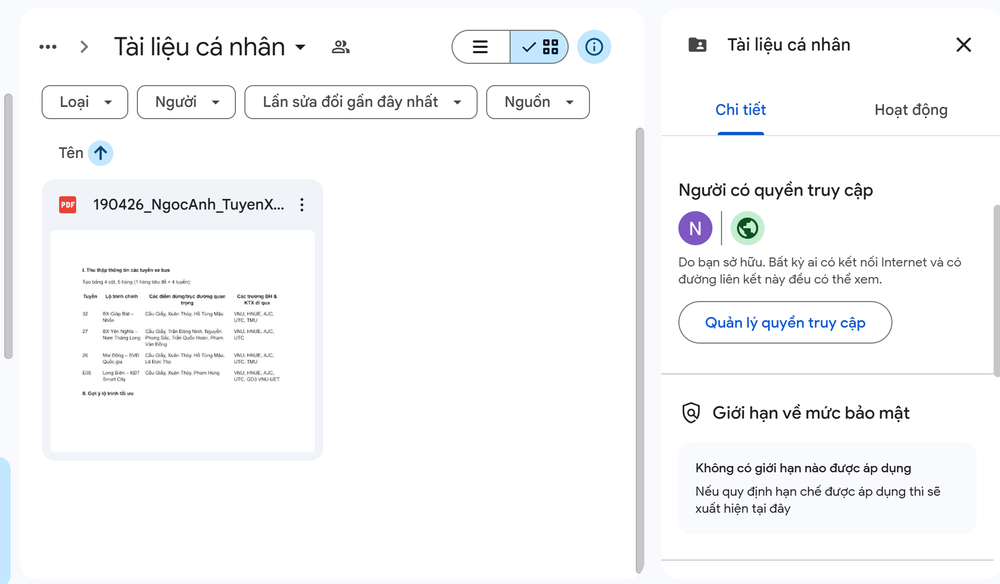 Tài liệu cá nhân
Loại
Người
Lần sửa đổi gần đây nhất
Nguồn
Tên
PDF
190426_NgocAnh_TuyenX...
I. Thu thập thông tin các tuyến xe bus
Tạo bảng 4 cột, 5 hàng (1 hàng tiêu đề + 4 tuyến):
Tuyến Lộ trình chính Các điểm dừng/trục đường quan trọng Các trường ĐH & KTX đi qua
32 BX Giáp Bát – Nhổn Cầu Giấy, Xuân Thủy, Hồ Tùng Mậu VNU, HNUE, AJC, UTC, TMU
27 BX Yên Nghĩa – Nam Thăng Long Cầu Giấy, Trần Đăng Ninh, Nguyễn Phong Sắc, Trần Quốc Hoàn, Phạm Văn Đồng VNU, HNUE, AJC, UTC
26 Mai Động – SVĐ Quốc gia Cầu Giấy, Xuân Thủy, Hồ Tùng Mậu, Lê Đức Thọ VNU, HNUE, AJC, UTC, TMU
E05 Long Biên – KĐT Smart City Cầu Giấy, Xuân Thủy, Phạm Hùng VNU, HNUE, AJC, UTC, GD3 VNU-UET
II. Gợi ý lộ trình tối ưu
Tài liệu cá nhân
Chi tiết
Hoạt động
Người có quyền truy cập
N
Do bạn sở hữu. Bất kỳ ai có kết nối Internet và có
đường liên kết này đều có thể xem.
Quản lý quyền truy cập
Giới hạn về mức bảo mật
Không có giới hạn nào được áp dụng
Nếu quy định hạn chế được áp dụng thì sẽ
xuất hiện tại đây